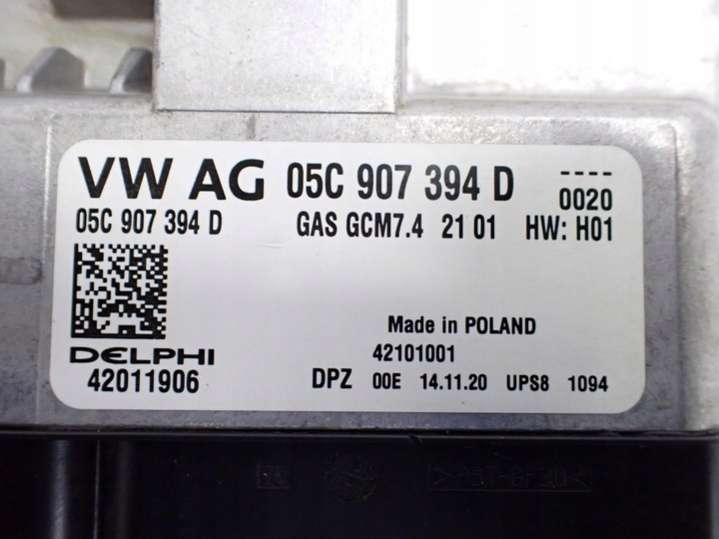 VW AG 05C 907 394 D ----
0020
05C 907 394 D GAS GCM7.4 21 01 HW: H01
Made in POLAND
DELPHI 42101001
42011906 DPZ 00E 14.11.20 UPS8 1094